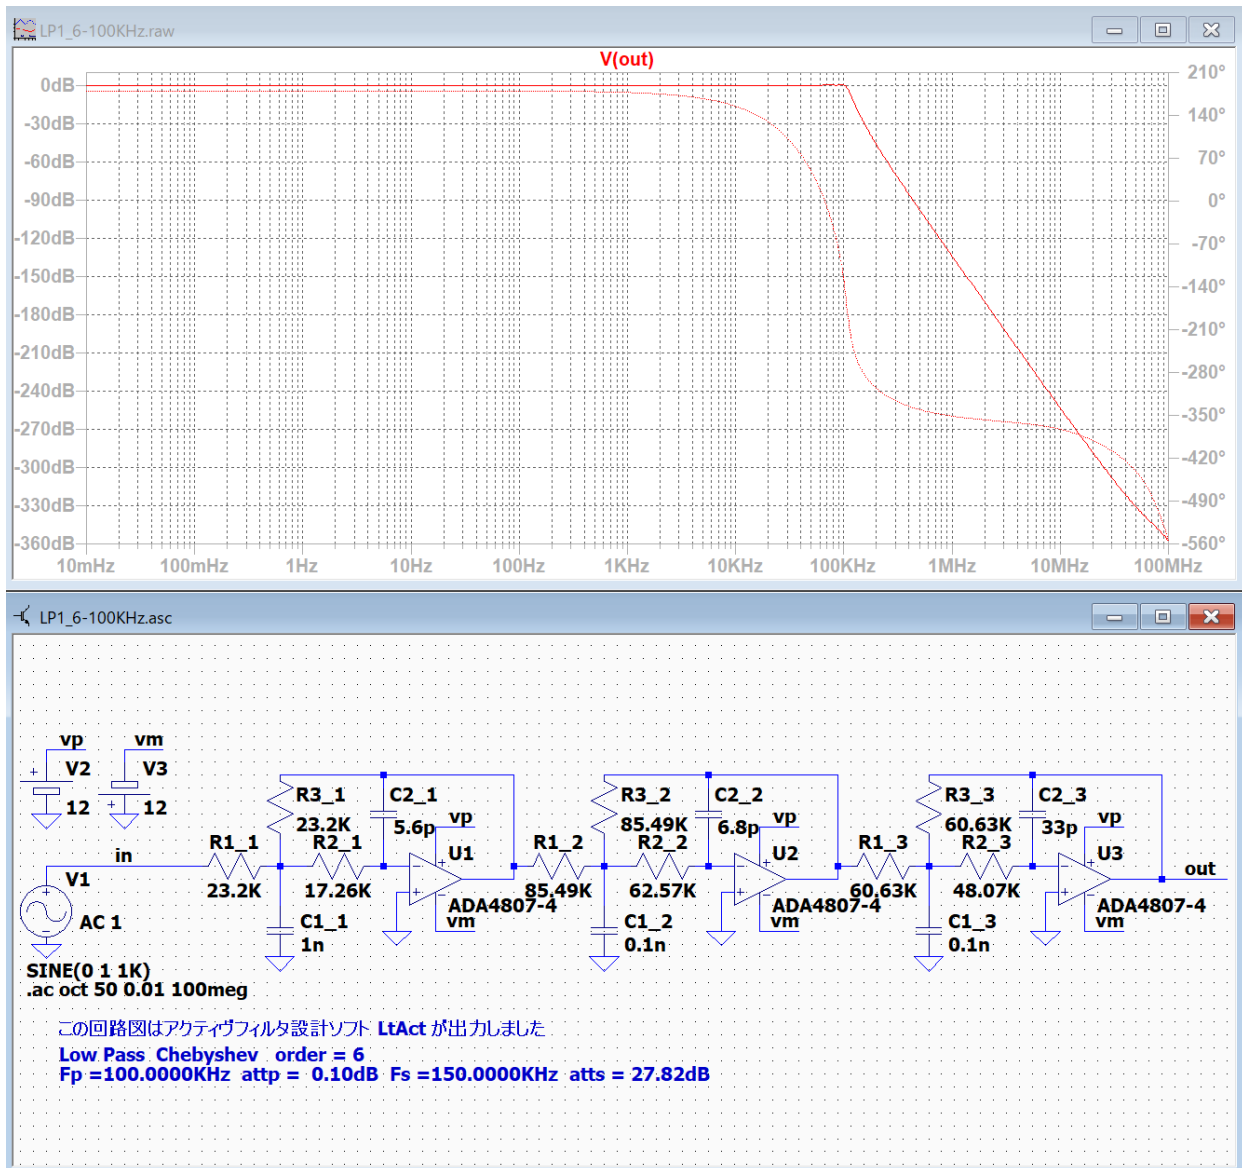 LP1_6-100KHz.raw
V(out)
0dB
-30dB
-60dB
-90dB
-120dB
-150dB
-180dB
-210dB
-240dB
-270dB
-300dB
-330dB
-360dB
210°
140°
70°
0°
-70°
-140°
-210°
-280°
-350°
-420°
-490°
-560°
10mHz 100mHz 1Hz 10Hz 100Hz 1KHz 10KHz 100KHz 1MHz 10MHz 100MHz
LP1_6-100KHz.asc
vp vm
V2 V3
12 12
R3_1 C2_1 R3_2 C2_2 R3_3 C2_3
23.2K 5.6p vp 85.49K 6.8p vp 60.63K 33p vp
in R1_1 R2_1 U1 R1_2 R2_2 U2 R1_3 R2_3 U3 out
V1 23.2K 17.26K 85.49K 62.57K 60.63K 48.07K
ADA4807-4 ADA4807-4 ADA4807-4
AC 1 C1_1 vm C1_2 vm C1_3 vm
1n 0.1n 0.1n
SINE(0 1 1K)
.ac oct 50 0.01 100meg
この回路図はアクティヴフィルタ設計ソフト LtAct が出力しました
Low Pass Chebyshev order = 6
Fp =100.0000KHz attp = 0.10dB Fs =150.0000KHz atts = 27.82dB